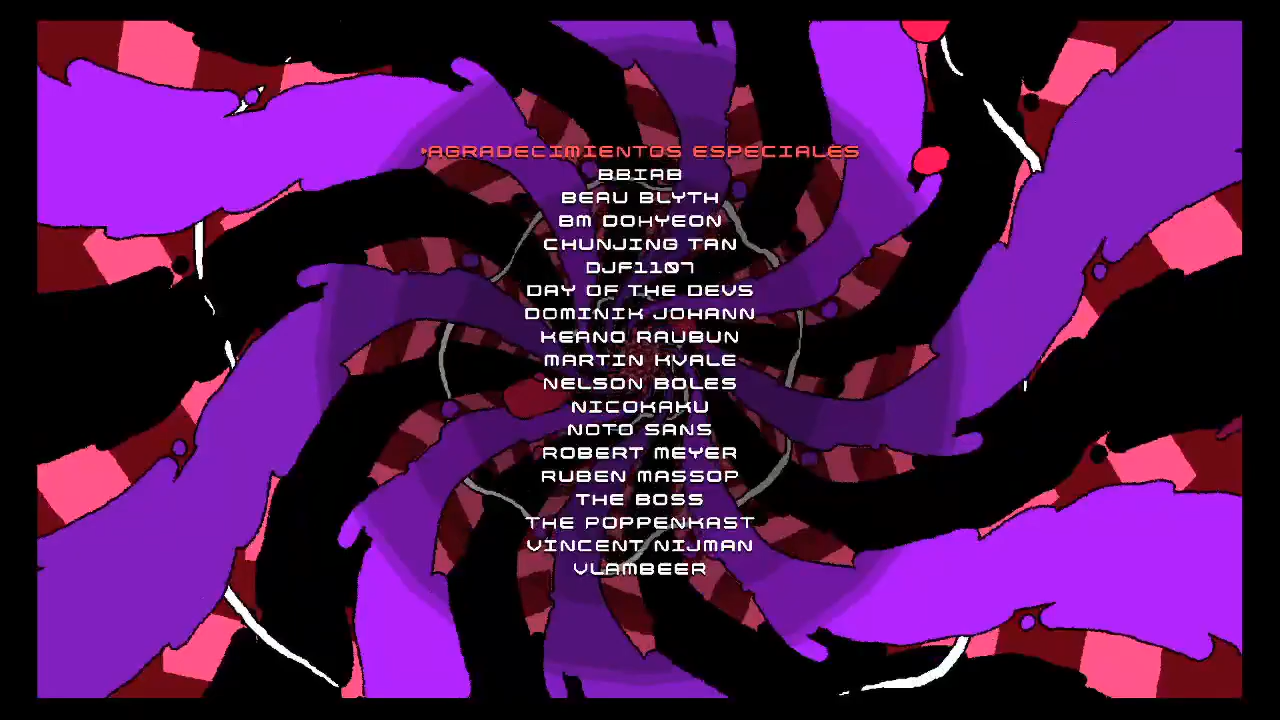 AGRADECIMIENTOS ESPECIALES
BBIAB
BEAU BLYTH
BM DOHYEON
CHUNJING TAN
DJF1107
DAY OF THE DEVS
DOMINIK JOHANN
KEANO RAUBUN
MARTIN KVALE
NELSON BOLES
NICOKAKU
NOTO SANS
ROBERT MEYER
RUBEN MASSOP
THE BOSS
THE POPPENKAST
VINCENT NIJMAN
VLAMBEER